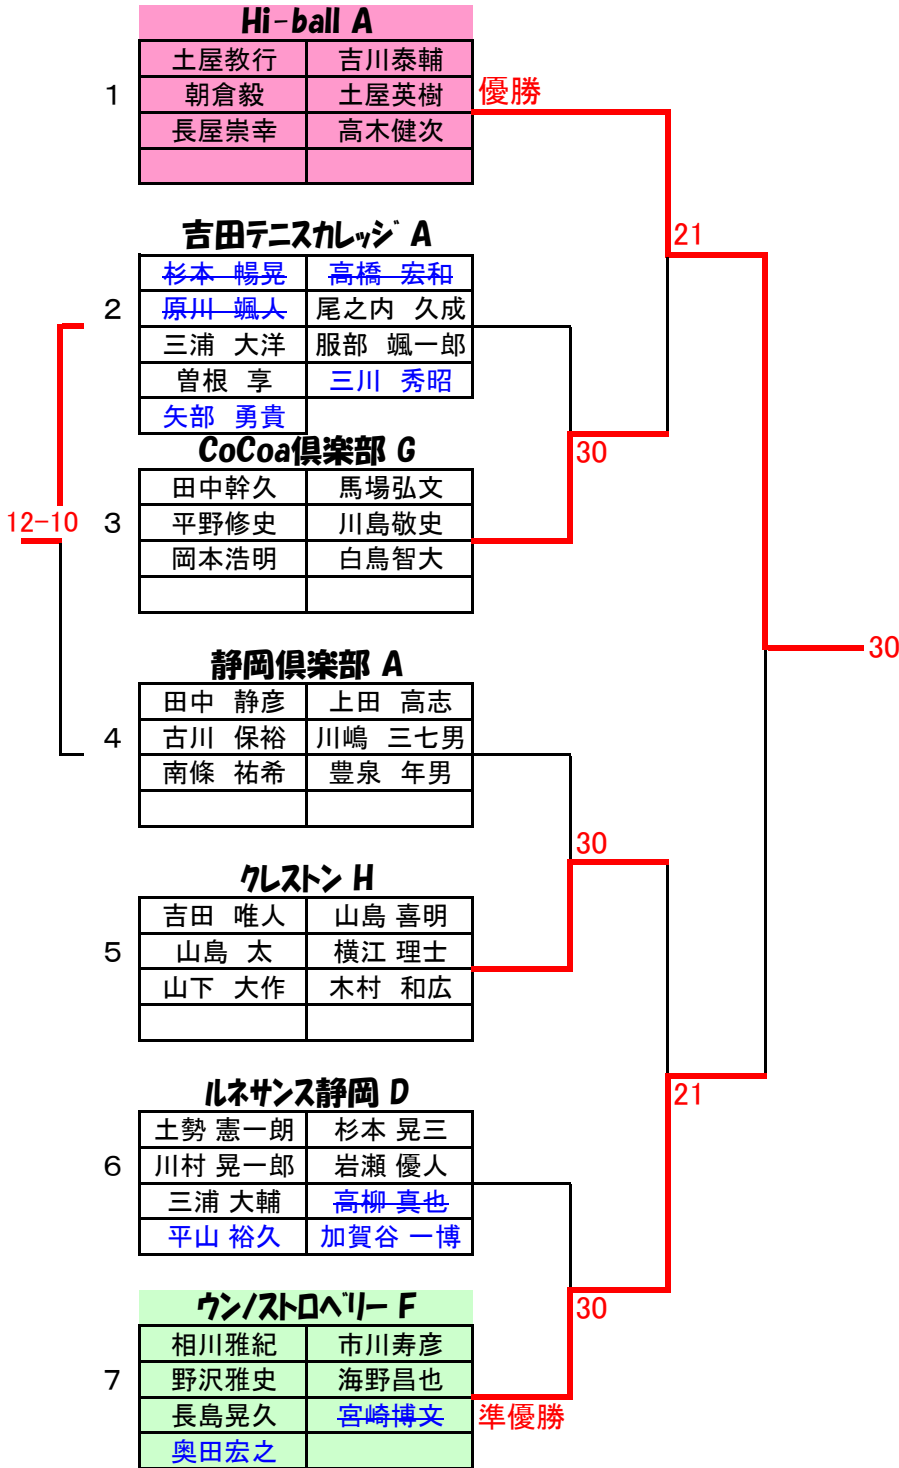 Hi-ball A
土屋教行 吉川泰輔
1 朝倉毅 土屋英樹 優勝
長屋崇幸 高木健次
吉田テニスカレッジ A 21
杉本 暢晃 高橋 宏和
2 原川 颯人 尾之内 久成
三浦 大洋 服部 颯一郎
曽根 享 三川 秀昭
矢部 勇貴
CoCoa倶楽部 G 30
田中幹久 馬場弘文
12-10 3 平野修史 川島敬史
岡本浩明 白鳥智大
静岡倶楽部 A 30
田中 静彦 上田 高志
4 古川 保裕 川嶋 三七男
南條 祐希 豊泉 年男
30
クレストン H
吉田 唯人 山島 喜明
5 山島 太 横江 理士
山下 大作 木村 和広
ルネサンス静岡 D 21
土勢 憲一朗 杉本 晃三
6 川村 晃一郎 岩瀬 優人
三浦 大輔 高柳 真也
平山 裕久 加賀谷 一博
ウンノストロベリー F 30
相川雅紀 市川寿彦
7 野沢雅史 海野昌也
長島晃久 宮崎博文 準優勝
奥田宏之